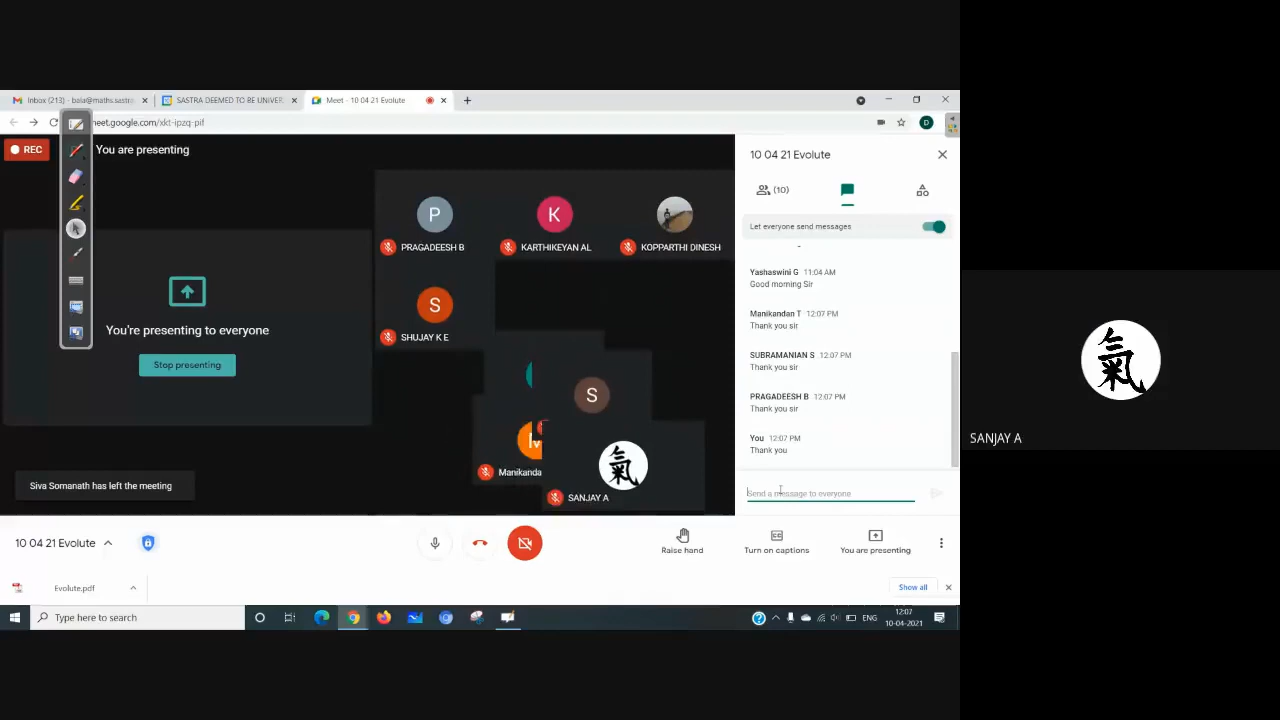 Inbox (213) - bala@maths.sastra
SASTRA DEEMED TO BE UNIVER
Meet - 10 04 21 Evolute
meet.google.com/xkt-ipzq-pif
D
REC
You are presenting
10 04 21 Evolute
(10)
Let everyone send messages
P
PRAGADEESH B
K
KARTHIKEYAN AL
KOPPARTHI DINESH
S
SHUJAY K E
You're presenting to everyone
Stop presenting
S
M
Manikanda
氣
SANJAY A
Siva Somanath has left the meeting
Yashaswini G 11:04 AM
Good morning Sir
Manikandan T 12:07 PM
Thank you sir
SUBRAMANIAN S 12:07 PM
Thank you sir
PRAGADEESH B 12:07 PM
Thank you sir
You 12:07 PM
Thank you
Send a message to everyone
10 04 21 Evolute
Raise hand
Turn on captions
You are presenting
Evolute.pdf
Show all
Type here to search
ENG
12:07
10-04-2021
氣
SANJAY A